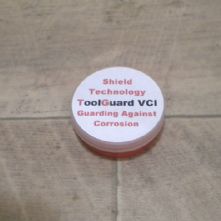 Shield
Technology
ToolGuard VCI
Guarding Against
Corrosion